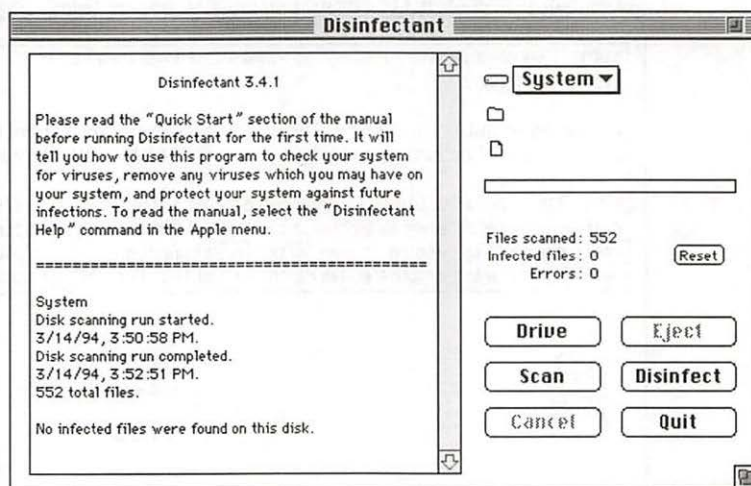 Disinfectant
Disinfectant 3.4.1
Please read the "Quick Start" section of the manual
before running Disinfectant for the first time. It will
tell you how to use this program to check your system
for viruses, remove any viruses which you may have on
your system, and protect your system against future
infections. To read the manual, select the "Disinfectant
Help" command in the Apple menu.
==========================================
System
Disk scanning run started.
3/14/94, 3:50:58 PM.
Disk scanning run completed.
3/14/94, 3:52:51 PM.
552 total files.
No infected files were found on this disk.
System
Files scanned: 552
Infected files: 0
Errors: 0
Reset
Drive
Eject
Scan
Disinfect
Cancel
Quit